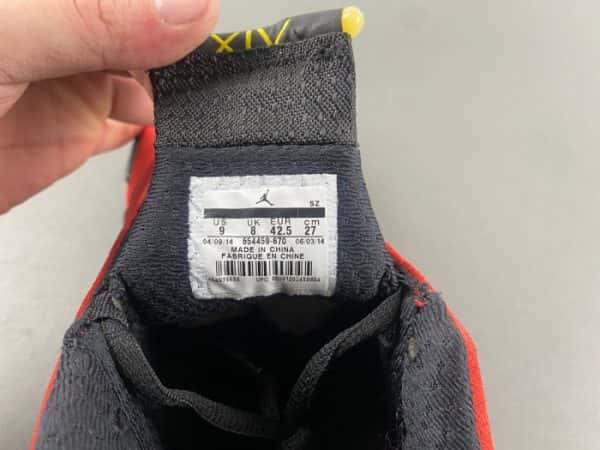 XIV
SZ
US UK EUR cm
9 8 42.5 27
04/09/14 654459-670 06/03/14
MADE IN CHINA
FABRIQUE EN CHINE
UPC